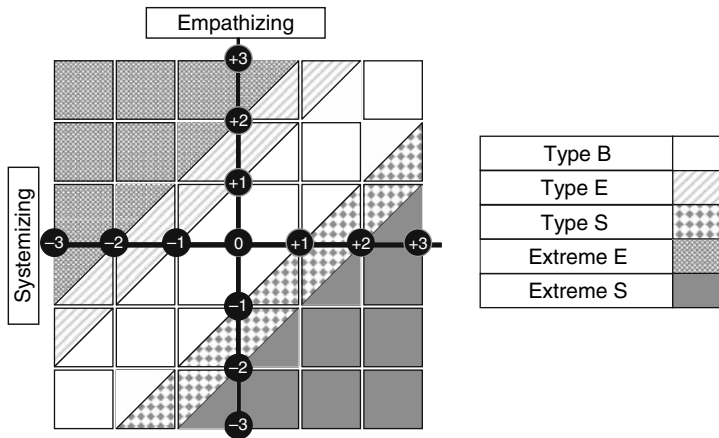 Empathizing
+3
+2
+1
Systemizing
−3 −2 −1 0 +1 +2 +3
−1
−2
−3
Type B
Type E
Type S
Extreme E
Extreme S